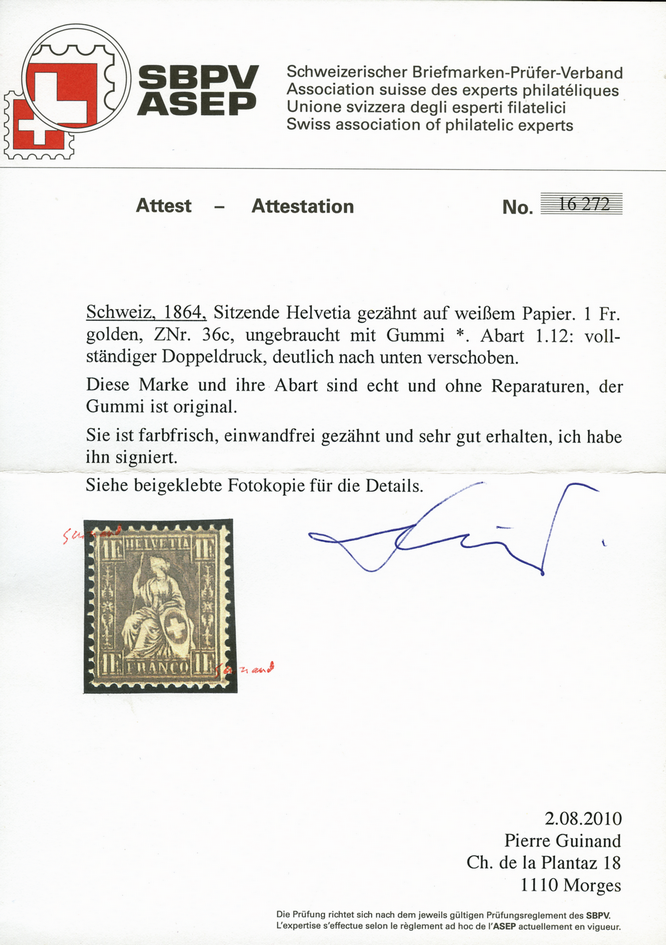 SBPV
ASEP
Schweizerischer Briefmarken-Prüfer-Verband
Association suisse des experts philatéliques
Unione svizzera degli esperti filatelici
Swiss association of philatelic experts
Attest – Attestation No. 16 272
Schweiz, 1864, Sitzende Helvetia gezähnt auf weißem Papier. 1 Fr.
golden, ZNr. 36c, ungebraucht mit Gummi *. Abart 1.12: voll-
ständiger Doppeldruck, deutlich nach unten verschoben.
Diese Marke und ihre Abart sind echt und ohne Reparaturen, der
Gummi ist original.
Sie ist farbfrisch, einwandfrei gezähnt und sehr gut erhalten, ich habe
ihn signiert.
Siehe beigeklebte Fotokopie für die Details.
1F HELVETIA 1F
1F FRANCO 1F
2.08.2010
Pierre Guinand
Ch. de la Plantaz 18
1110 Morges
Die Prüfung richtet sich nach dem jeweils gültigen Prüfungsreglement des SBPV.
L'expertise s'effectue selon le règlement ad hoc de l'ASEP actuellement en vigueur.